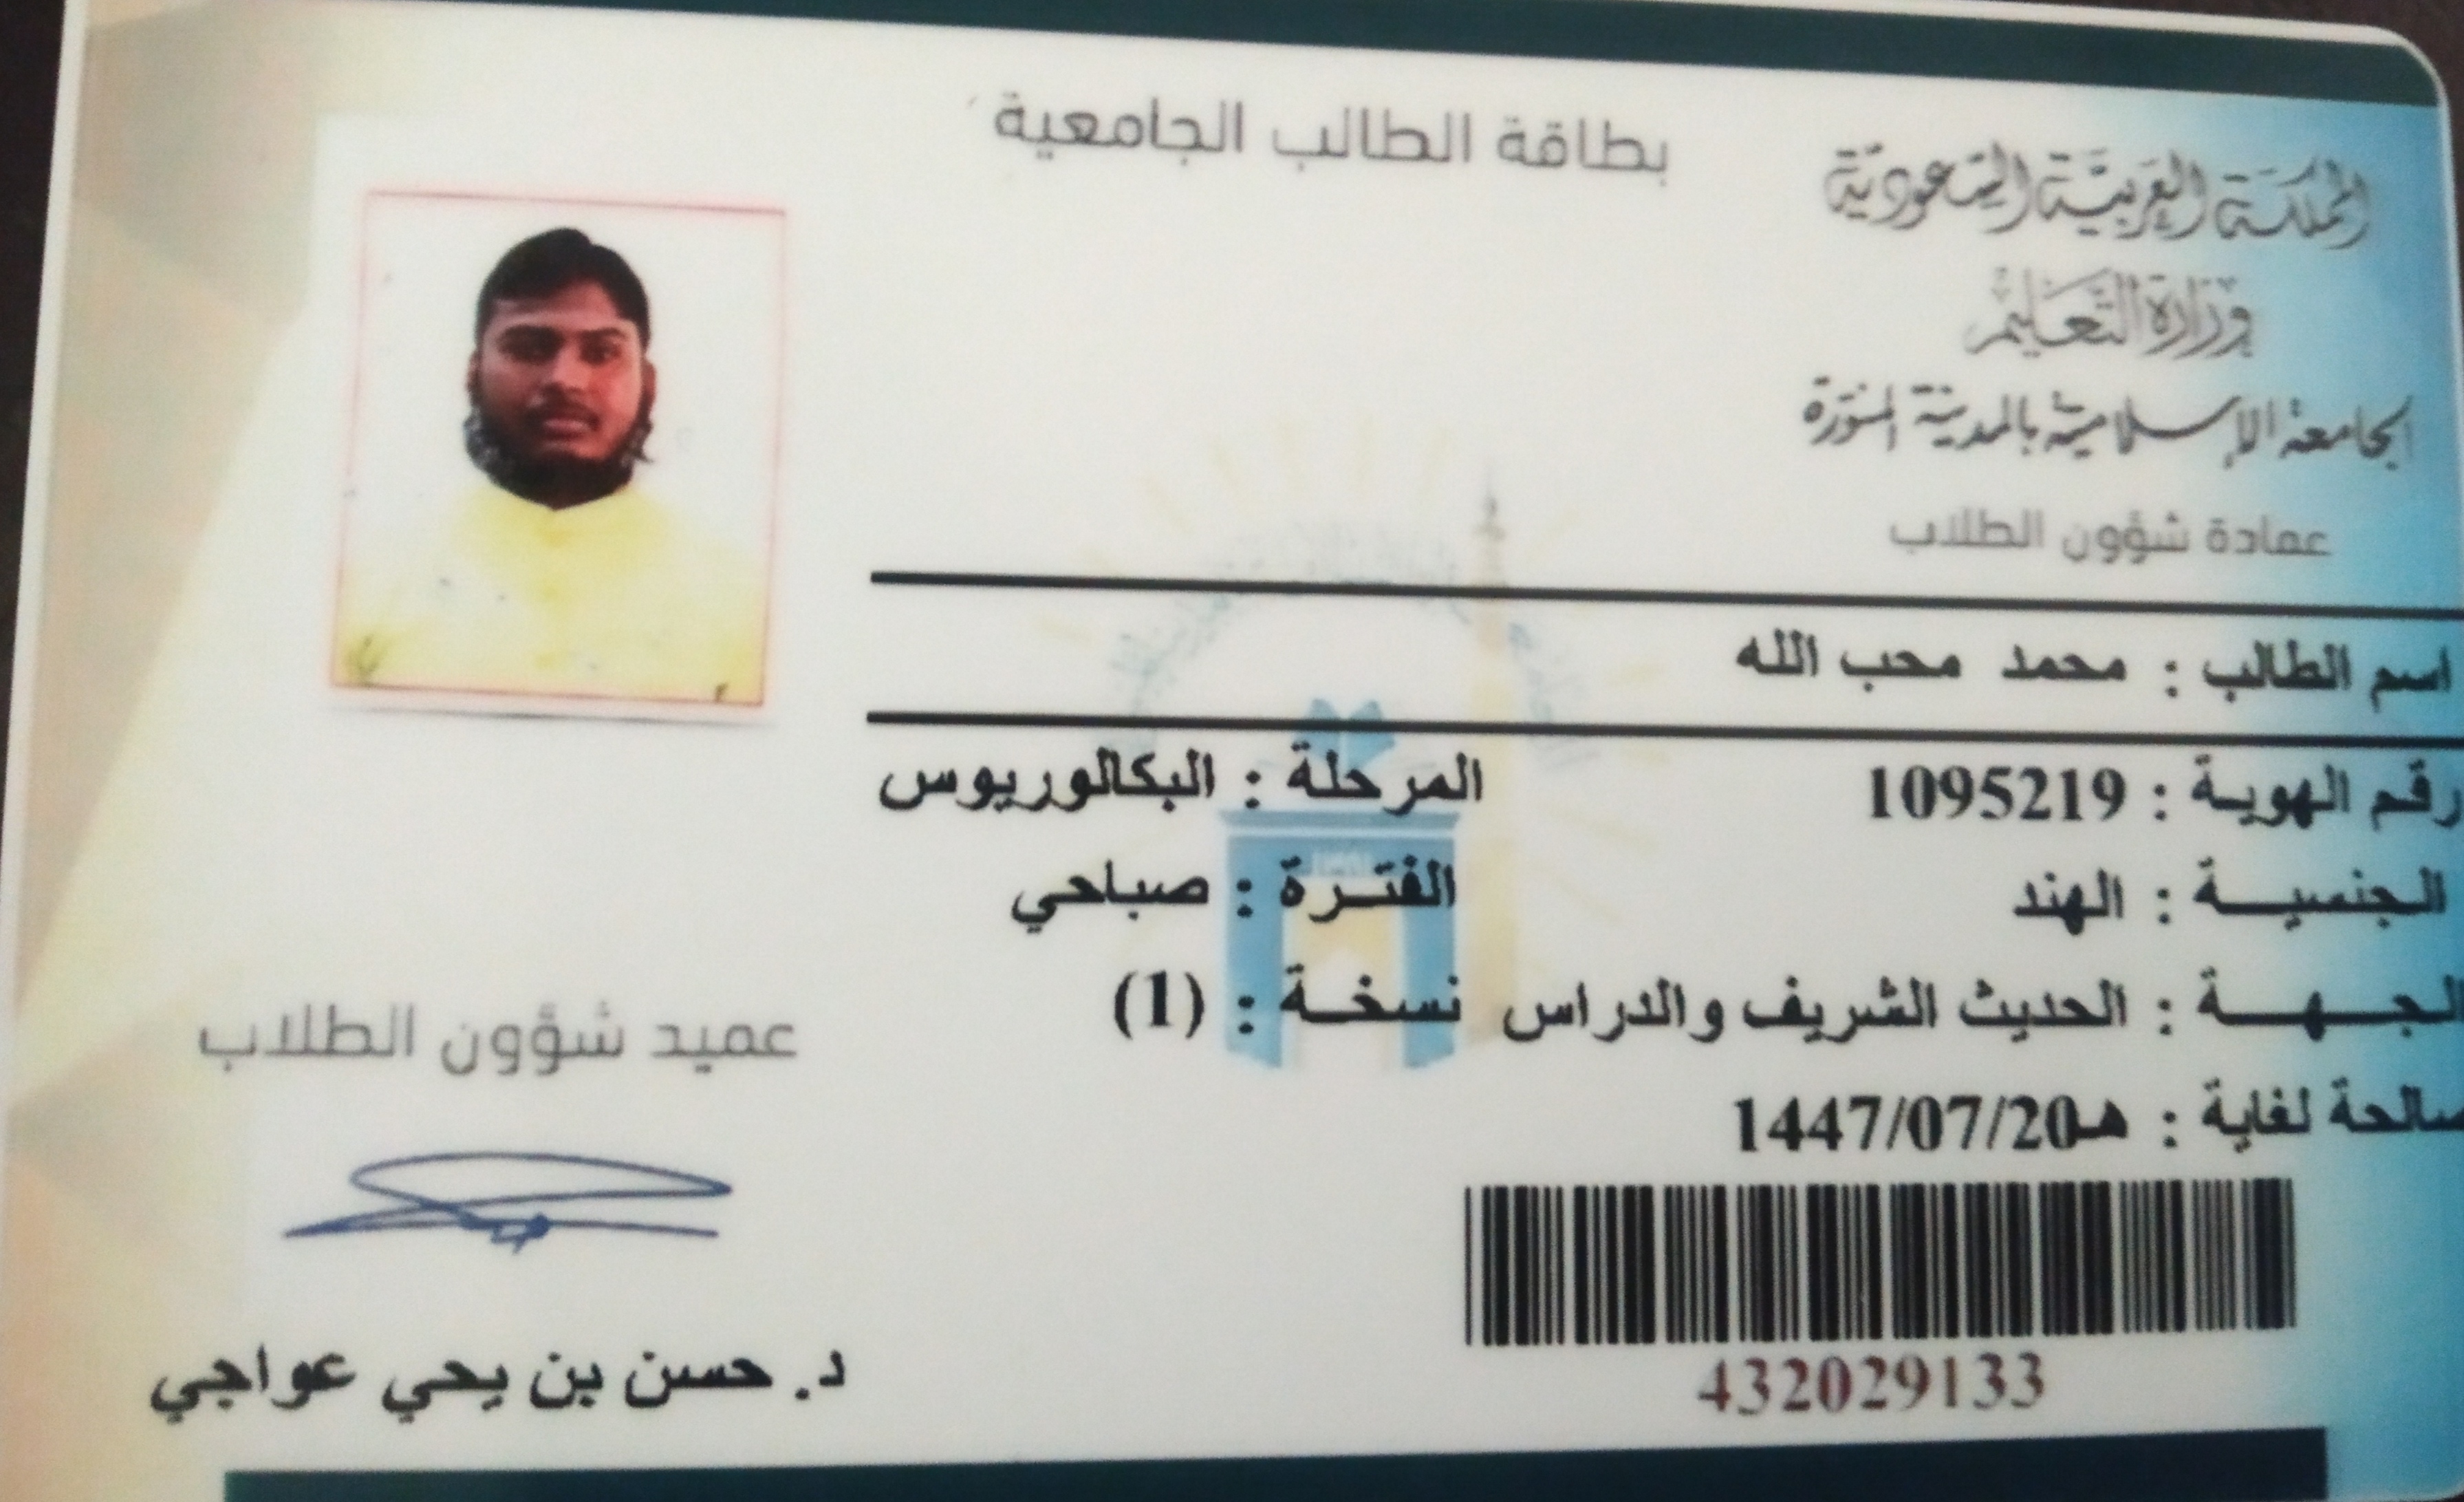 بطاقة الطالب الجامعية
المملكة العربية السعودية
وزارة التعليم
الجامعة الإسلامية بالمدينة المنورة
عمادة شؤون الطلاب
اسم الطالب : محمد محب الله
رقم الهوية : 1095219 المرحلة : البكالوريوس
الجنسية : الهند الفترة : صباحي
الجهة : الحديث الشريف والدراس نسخة : (1)
صالحة لغاية : 1447/07/20هـ
432029133
عميد شؤون الطلاب
د. حسن بن يحي عواجي